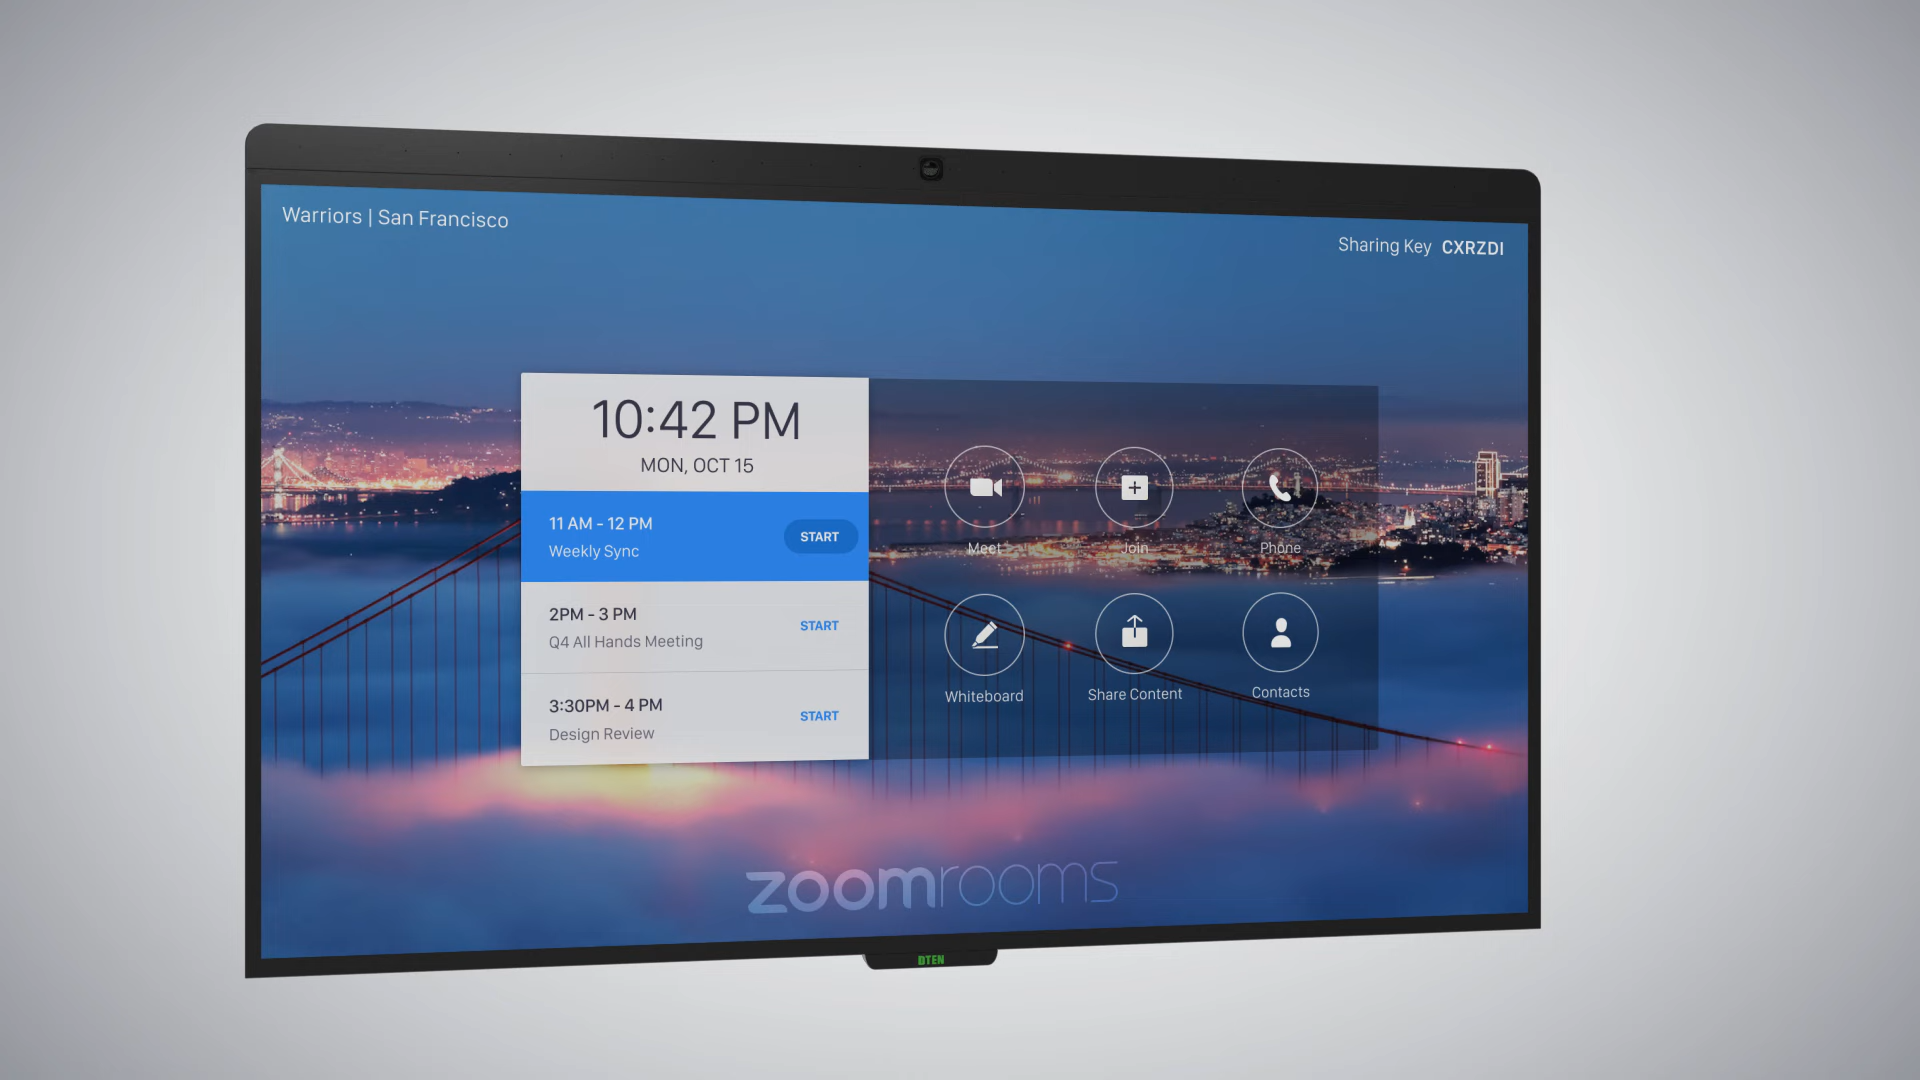 Warriors | San Francisco
Sharing Key CXRZDI
10:42 PM
MON, OCT 15
11 AM - 12 PM
Weekly Sync
START
2PM - 3 PM
Q4 All Hands Meeting
START
3:30PM - 4 PM
Design Review
START
Meet
Join
Phone
Whiteboard
Share Content
Contacts
zoomrooms
DTEN